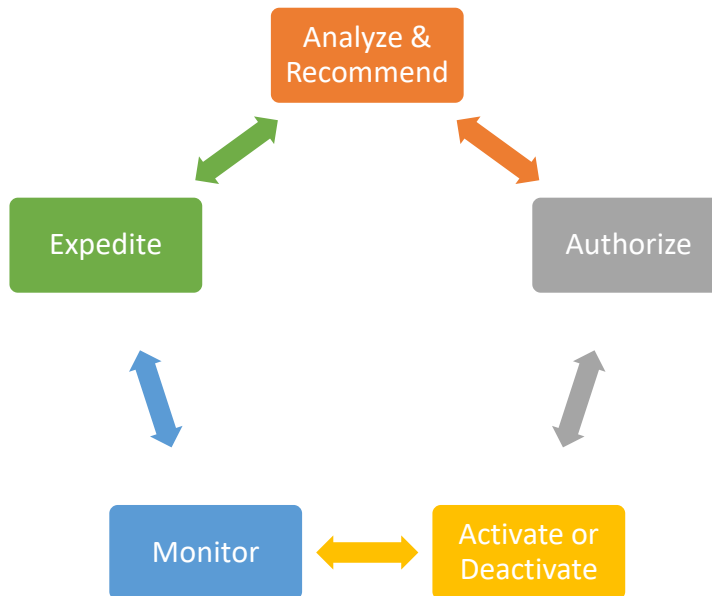 Analyze &
Recommend
Expedite
Authorize
Monitor
Activate or
Deactivate